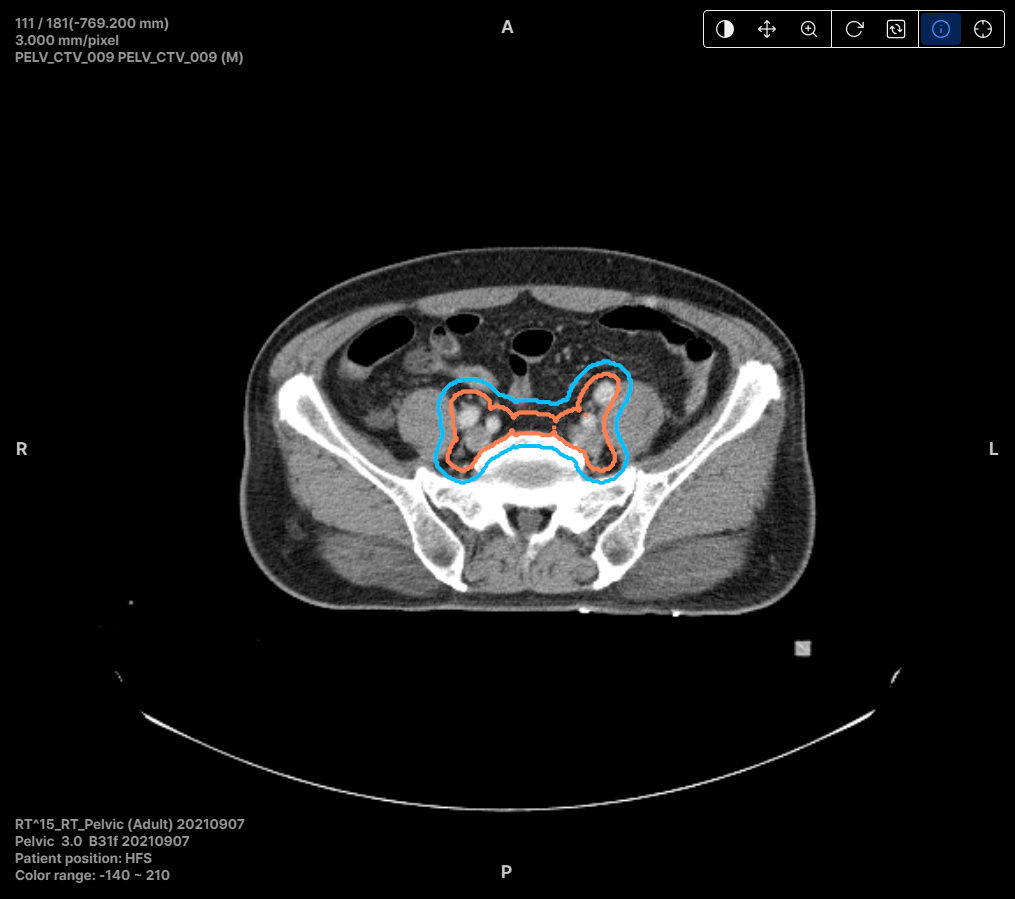 111 / 181(-769.200 mm)
3.000 mm/pixel
PELV_CTV_009 PELV_CTV_009 (M)
A
R
L
RT^15_RT_Pelvic (Adult) 20210907
Pelvic 3.0 B31f 20210907
Patient position: HFS
Color range: -140 ~ 210
P